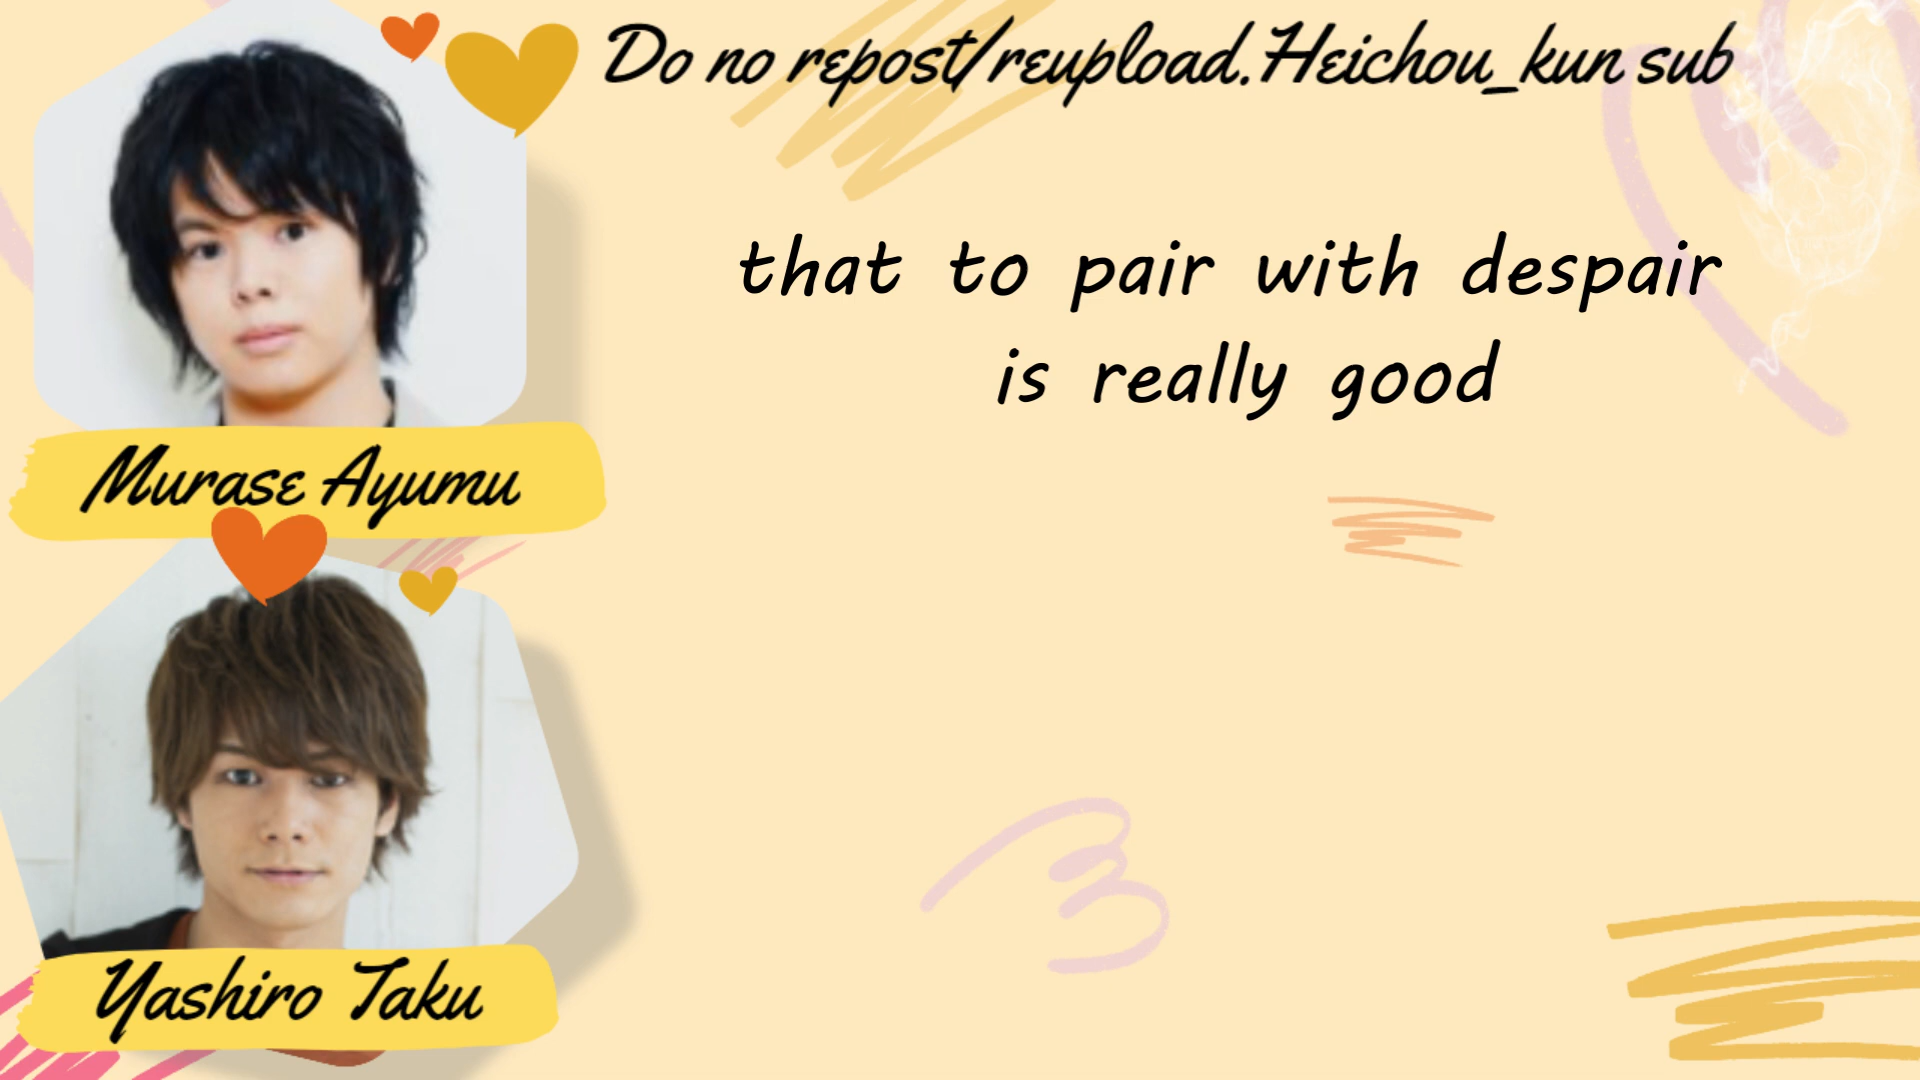 Do no repost/reupload.Heichou_kun sub
that to pair with despair
is really good
Murase Ayumu
Yashiro Taku